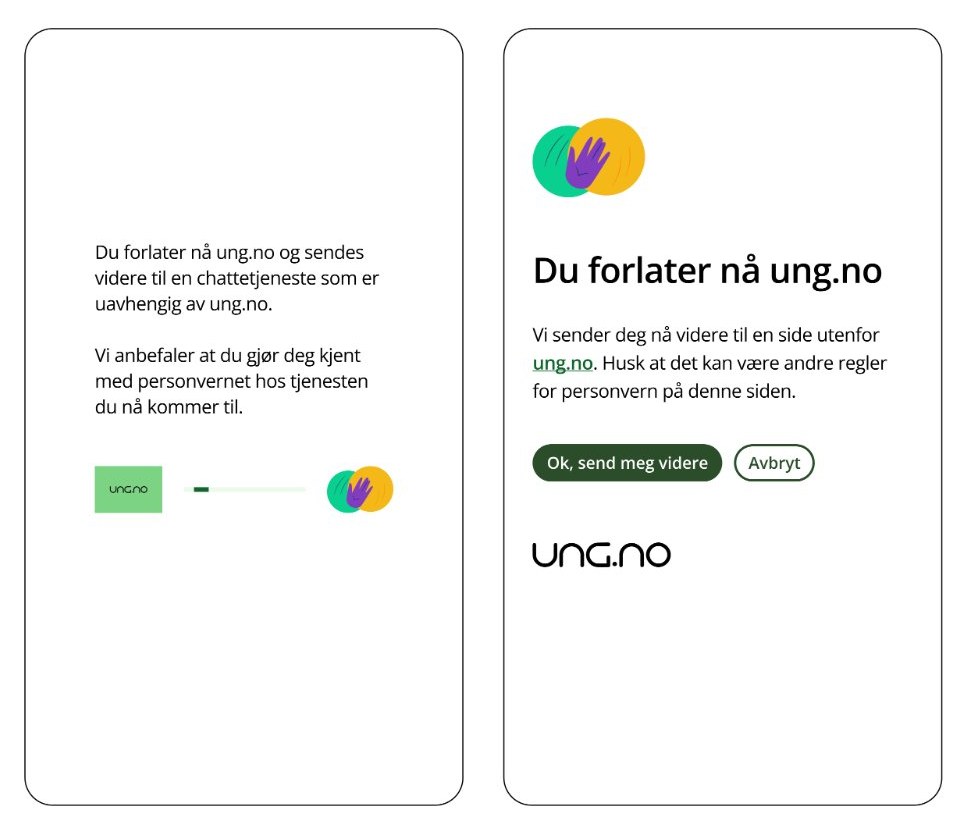 Du forlater nå ung.no og sendes
videre til en chattetjeneste som er
uavhengig av ung.no.
Vi anbefaler at du gjør deg kjent
med personvernet hos tjenesten
du nå kommer til.
UNG.NO
Du forlater nå ung.no
Vi sender deg nå videre til en side utenfor
ung.no. Husk at det kan være andre regler
for personvern på denne siden.
Ok, send meg videre
Avbryt
UNG.NO